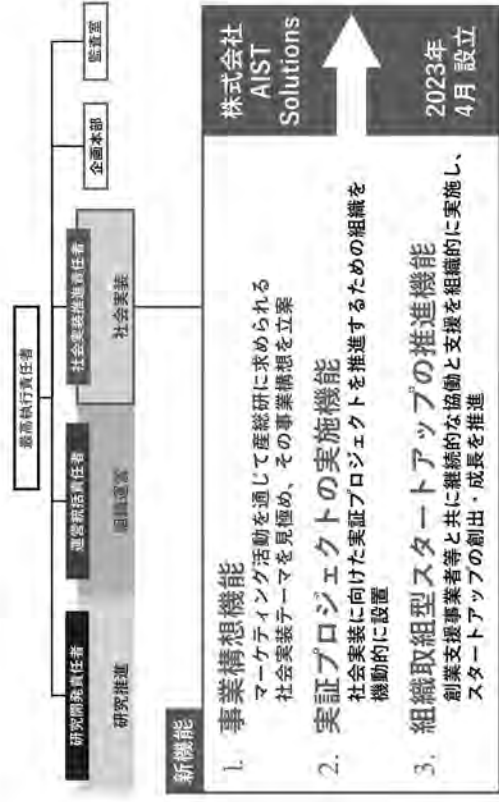 最高執行責任者
研究開発責任者
運営統括責任者
社会実装推進責任者
企画本部
監査室
研究推進
組織運営
社会実装
新機能
1. 事業構想機能
マーケティング活動を通じて産総研に求められる
社会実装テーマを見極め、その事業構想を立案
2. 実証プロジェクトの実施機能
社会実装に向けた実証プロジェクトを推進するための組織を
機動的に設置
3. 組織取組型スタートアップの推進機能
創業支援事業者等と共に継続的な協働と支援を組織的に実施し、
スタートアップの創出・成長を推進
株式会社
AIST
Solutions
2023年
4月 設立